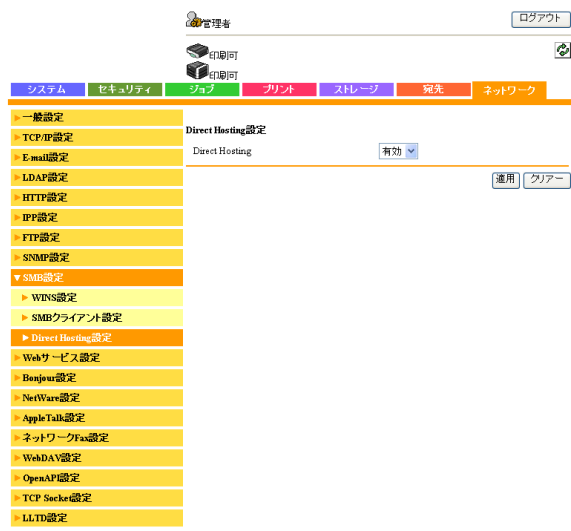 管理者
ログアウト
印刷可
印刷可
システム セキュリティ ジョブ プリント ストレージ 宛先 ネットワーク
一般設定
TCP/IP設定
E-mail設定
LDAP設定
HTTP設定
IPP設定
FTP設定
SNMP設定
SMB設定
WINS設定
SMBクライアント設定
Direct Hosting設定
Webサービス設定
Bonjour設定
NetWare設定
AppleTalk設定
ネットワークFax設定
WebDAV設定
OpenAPI設定
TCP Socket設定
LLTD設定
Direct Hosting設定
Direct Hosting 有効
適用 クリアー